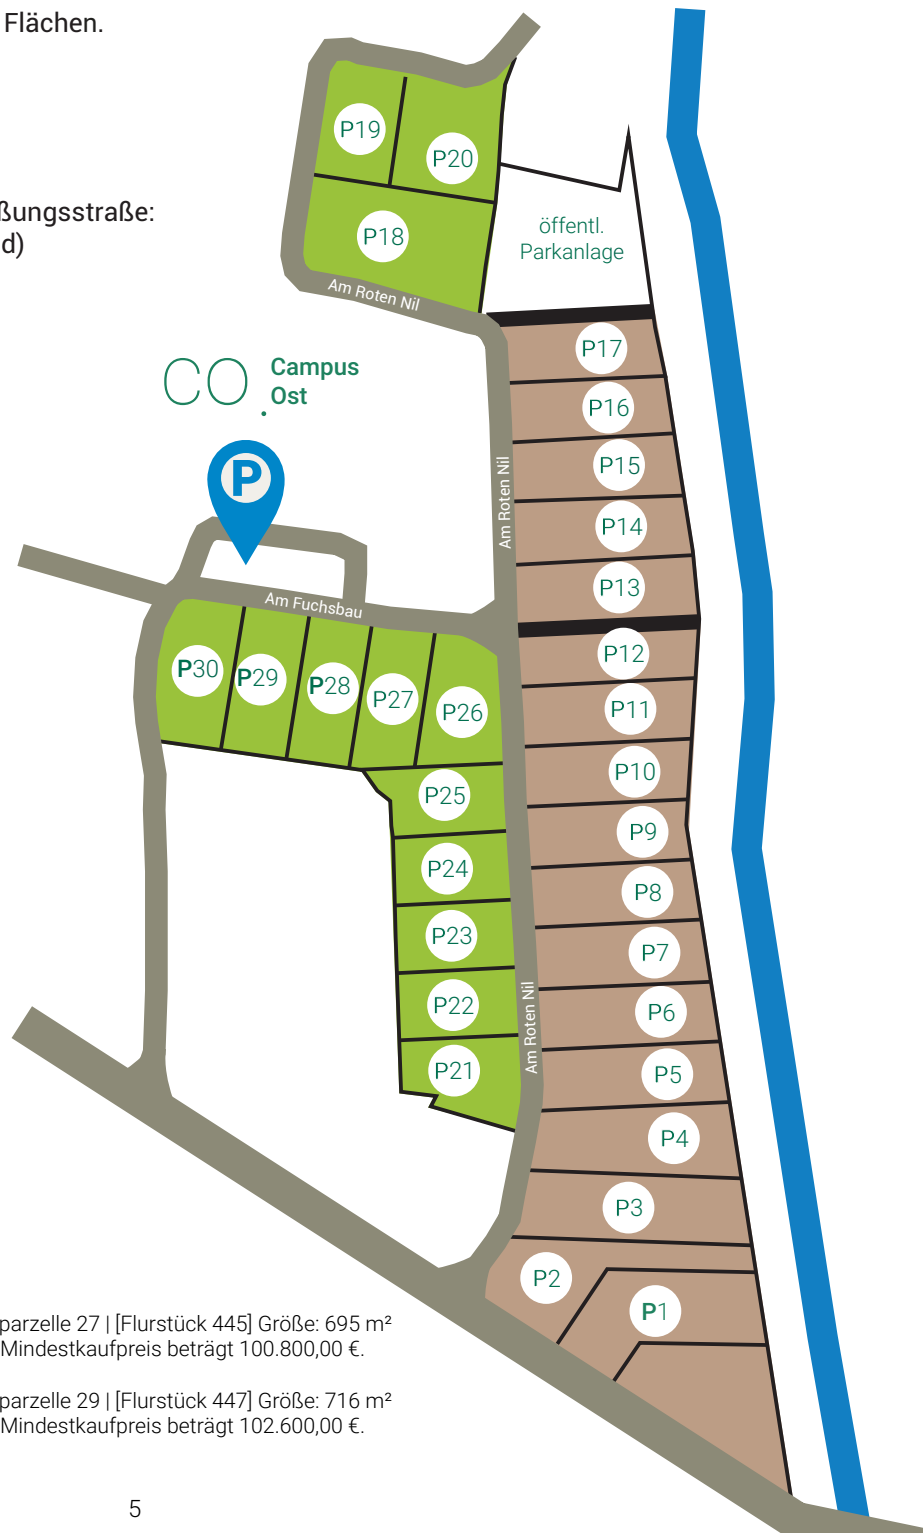 Flächen.
ßungsstraße:
d)
P19
P20
P18
öffentl.
Parkanlage
Am Roten Nil
CO.
Campus
Ost
P
P17
P16
P15
P14
P13
Am Roten Nil
Am Fuchsbau
P30
P29
P28
P27
P26
P12
P11
P10
P9
P8
P7
P6
P5
P4
P3
P2
P1
P25
P24
P23
P22
P21
Am Roten Nil
parzelle 27 | [Flurstück 445] Größe: 695 m²
Mindestkaufpreis beträgt 100.800,00 €.
parzelle 29 | [Flurstück 447] Größe: 716 m²
Mindestkaufpreis beträgt 102.600,00 €.
5